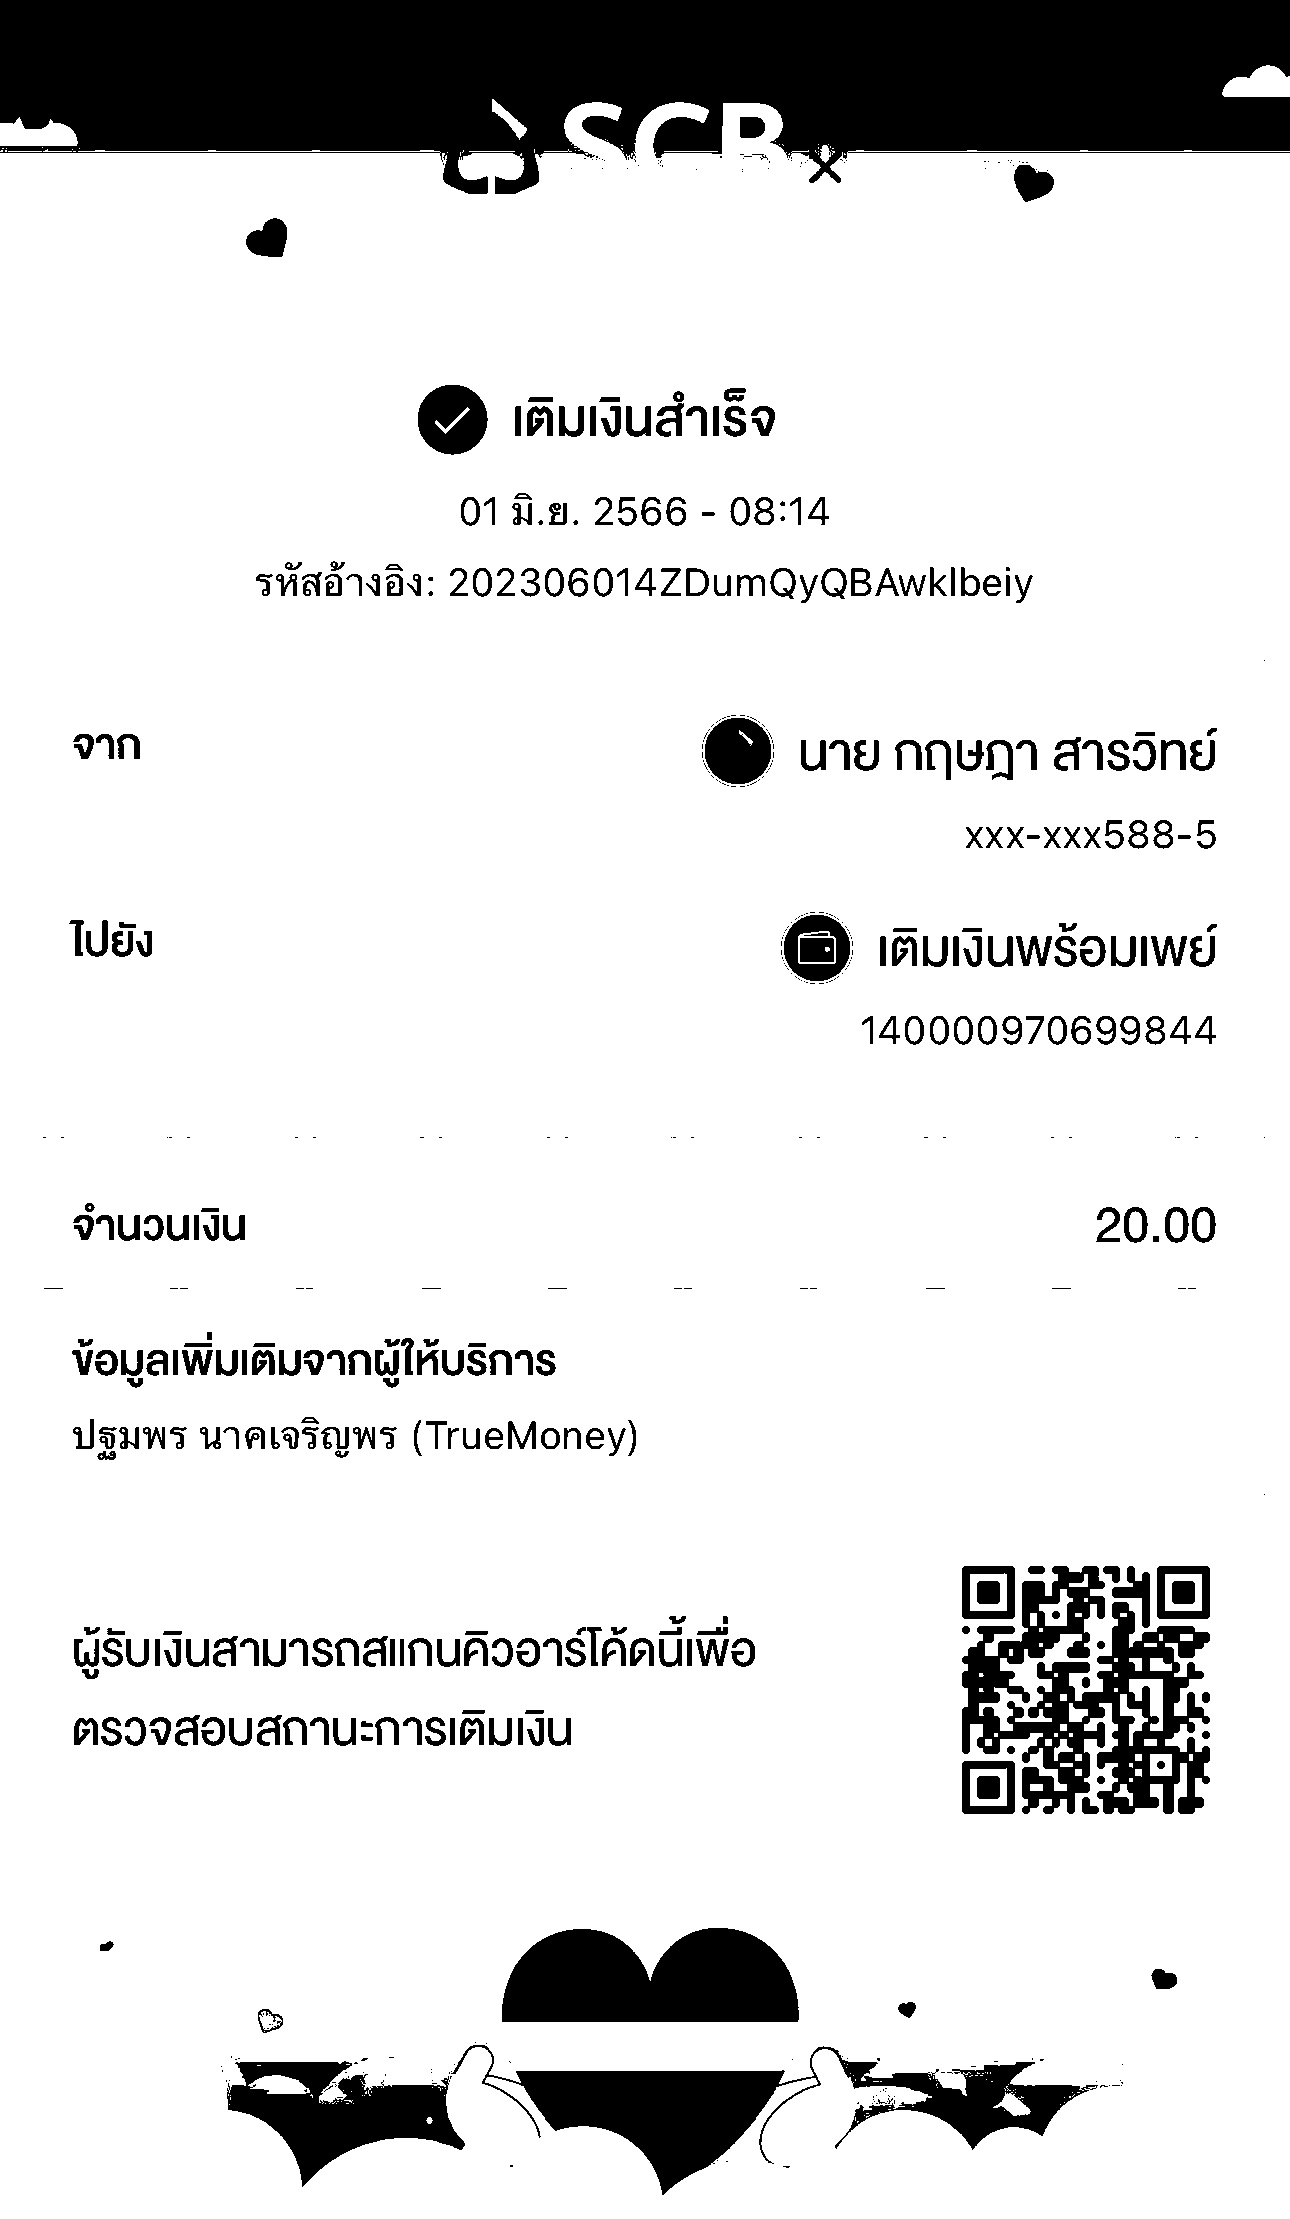 SCB
เติมเงินสำเร็จ
01 มิ.ย. 2566 - 08:14
รหัสอ้างอิง: 202306014ZDumQyQBAwklbeiy
จาก
นาย กฤษฎา สารวิทย์
xxx-xxx588-5
ไปยัง
เติมเงินพร้อมเพย์
140000970699844
จำนวนเงิน 20.00
ข้อมูลเพิ่มเติมจากผู้ให้บริการ
ปฐมพร นาคเจริญพร (TrueMoney)
ผู้รับเงินสามารถสแกนคิวอาร์โค้ดนี้เพื่อ
ตรวจสอบสถานะการเติมเงิน